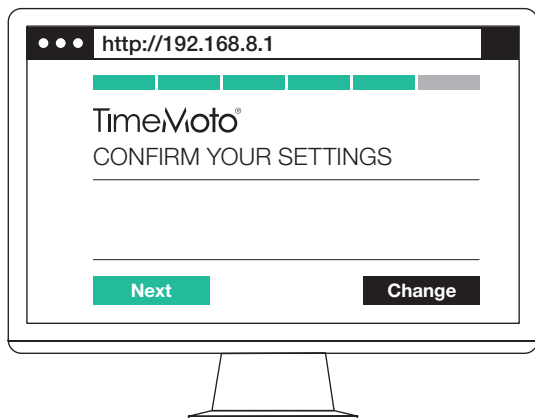 http://192.168.8.1
TimeMoto®
CONFIRM YOUR SETTINGS
Next
Change